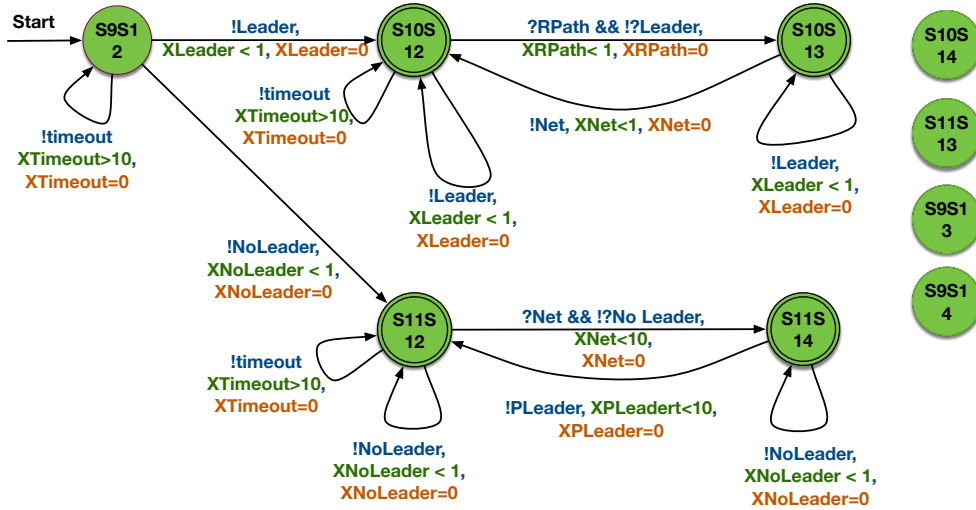 Start
S9S1
2
!timeout
XTimeout>10,
XTimeout=0
!Leader,
XLeader < 1, XLeader=0
S10S
12
!timeout
XTimeout>10,
XTimeout=0
!Leader,
XLeader < 1,
XLeader=0
?RPath && !?Leader,
XRPath< 1, XRPath=0
!Net, XNet<1, XNet=0
S10S
13
!Leader,
XLeader < 1,
XLeader=0
!NoLeader,
XNoLeader < 1,
XNoLeader=0
S11S
12
!timeout
XTimeout>10,
XTimeout=0
!NoLeader,
XNoLeader < 1,
XNoLeader=0
?Net && !?No Leader,
XNet<10,
XNet=0
!PLeader, XPLeadert<10,
XPLeader=0
S11S
14
!NoLeader,
XNoLeader < 1,
XNoLeader=0
S10S
14
S11S
13
S9S1
3
S9S1
4